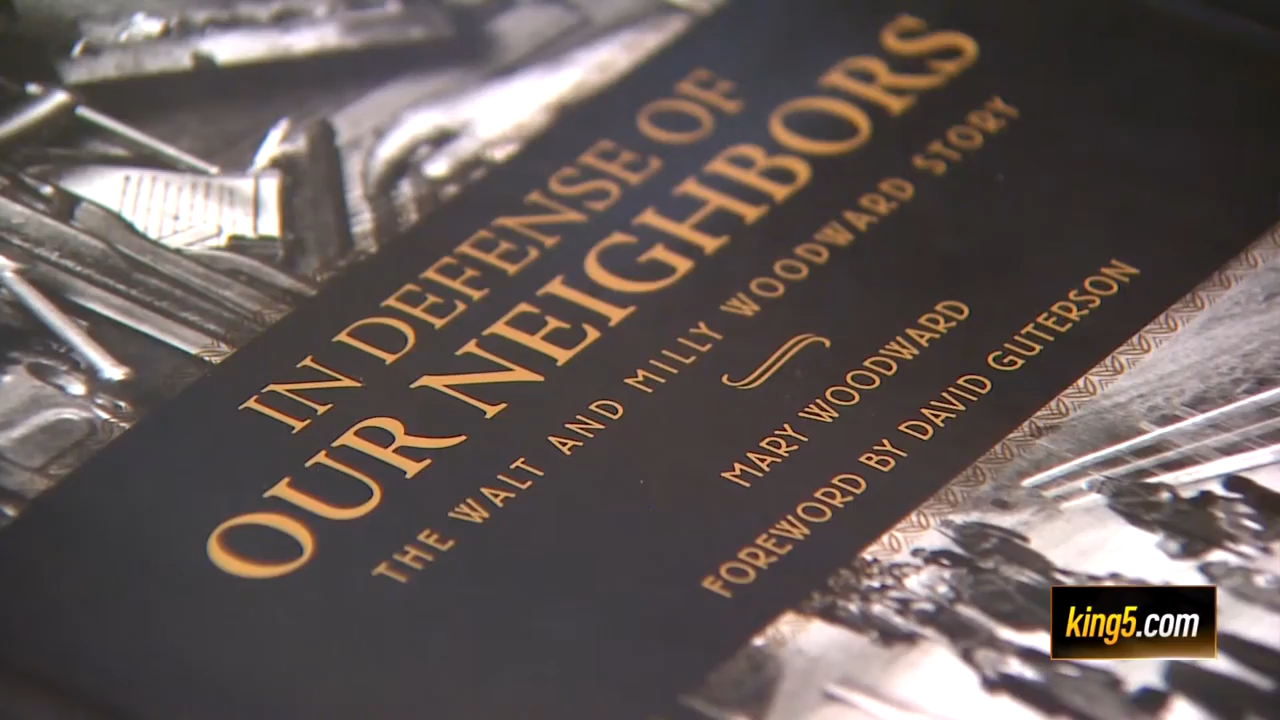 IN DEFENSE OF
OUR NEIGHBORS
THE WALT AND MILLY WOODWARD STORY
MARY WOODWARD
FOREWORD BY DAVID GUTERSON
king5.com